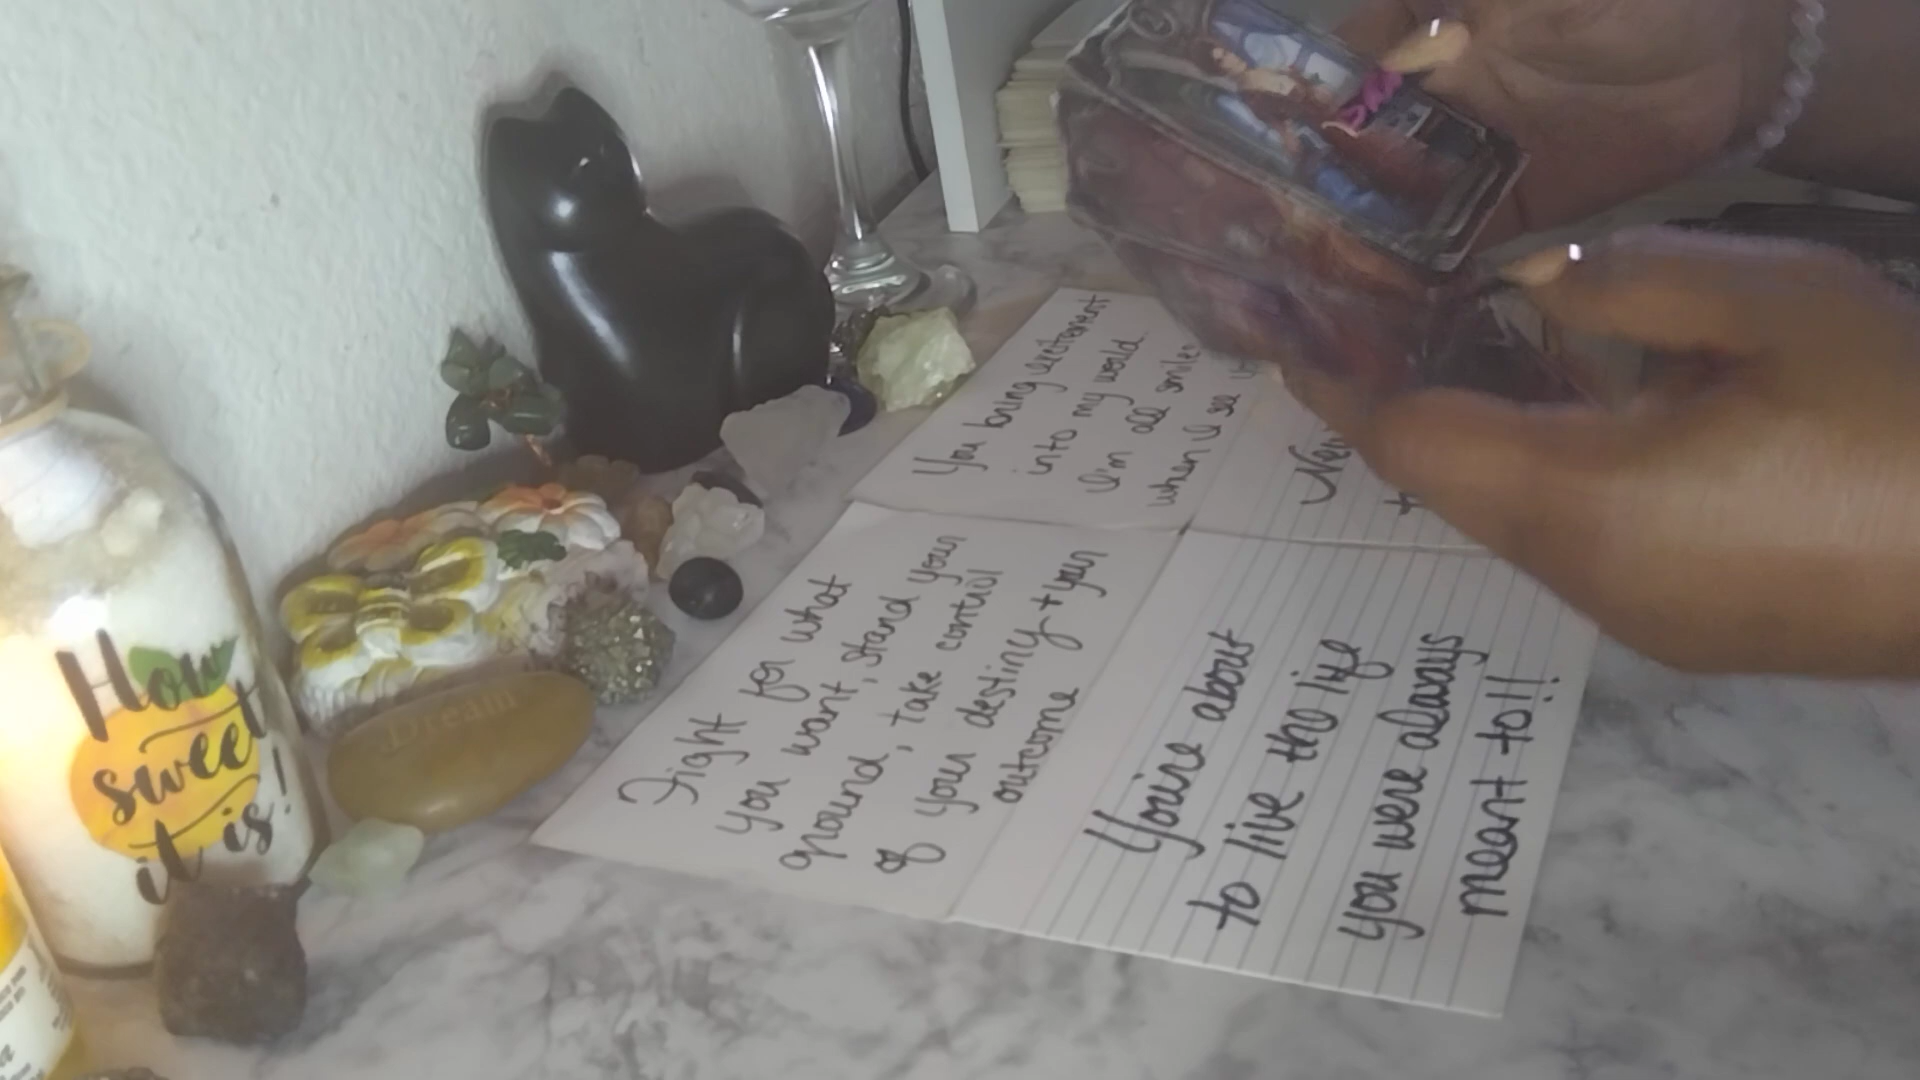 How
sweet
it is!
Dream
You bring excitement
into my world.
I'm all smiles
when I see
Fight for what
you want, stand your
ground, take control
of your destiny + your
outcome
You're about
to live the life
you were always
meant to!!